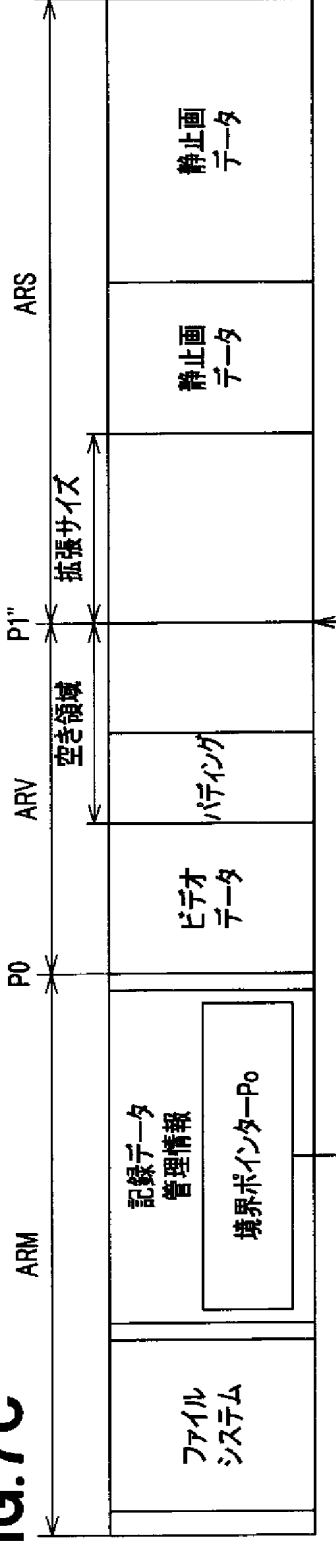 FIG.7C
ARM
P0
ARV
P1"
ARS
空き領域
拡張サイズ
ファイル
システム
記録データ
管理情報
境界ポインターPo
ビデオ
データ
パディング
静止画
データ
静止画
データ